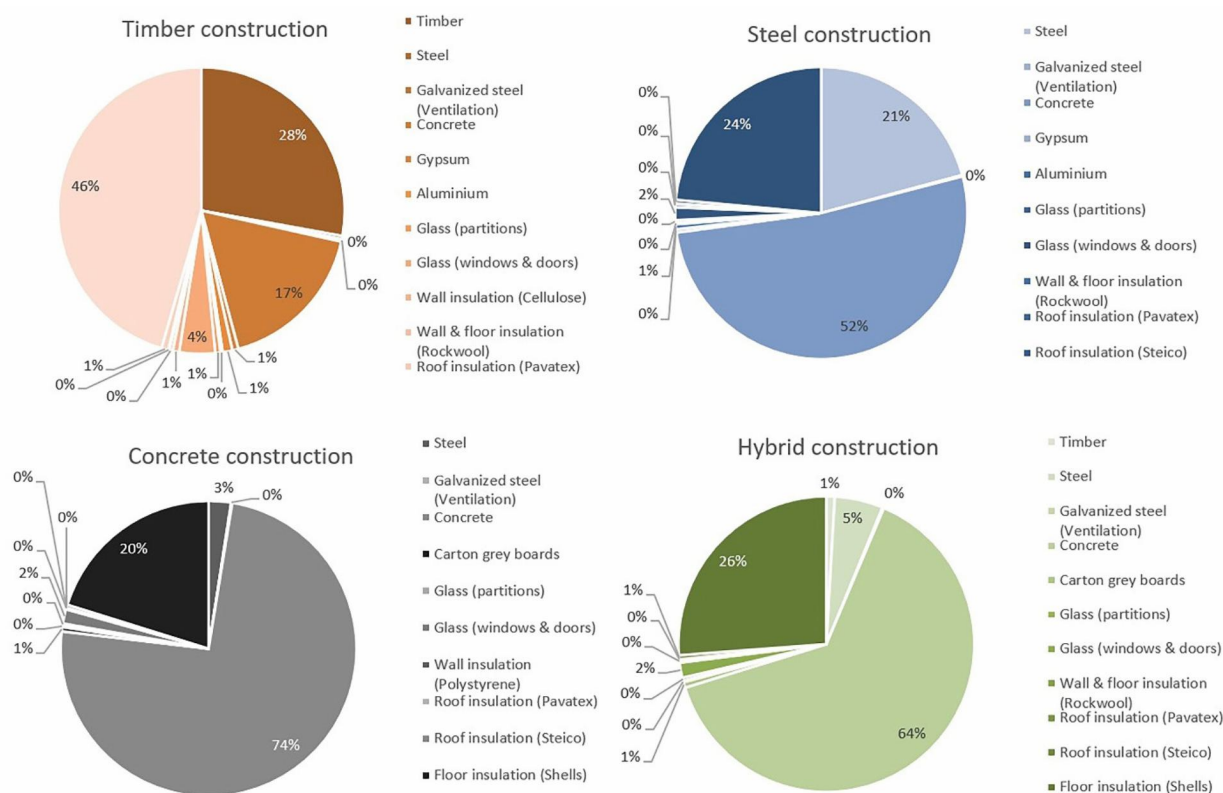 Timber construction
28%
0%
0%
17%
1%
1%
0%
1%
4%
1%
0%
0%
1%
46%
Timber
Steel
Galvanized steel
(Ventilation)
Concrete
Gypsum
Aluminium
Glass (partitions)
Glass (windows & doors)
Wall insulation (Cellulose)
Wall & floor insulation
(Rockwool)
Roof insulation (Pavatex)
Steel construction
21%
0%
52%
0%
1%
0%
0%
2%
0%
0%
0%
24%
Steel
Galvanized steel
(Ventilation)
Concrete
Gypsum
Aluminium
Glass (partitions)
Glass (windows & doors)
Wall & floor insulation
(Rockwool)
Roof insulation (Pavatex)
Roof insulation (Steico)
Concrete construction
3%
0%
74%
1%
0%
0%
2%
0%
0%
0%
20%
Steel
Galvanized steel
(Ventilation)
Concrete
Carton grey boards
Glass (partitions)
Glass (windows & doors)
Wall insulation
(Polystyrene)
Roof insulation (Pavatex)
Roof insulation (Steico)
Floor insulation (Shells)
Hybrid construction
1%
5%
0%
64%
1%
0%
0%
2%
0%
0%
1%
26%
Timber
Steel
Galvanized steel
(Ventilation)
Concrete
Carton grey boards
Glass (partitions)
Glass (windows & doors)
Wall & floor insulation
(Rockwool)
Roof insulation (Pavatex)
Roof insulation (Steico)
Floor insulation (Shells)